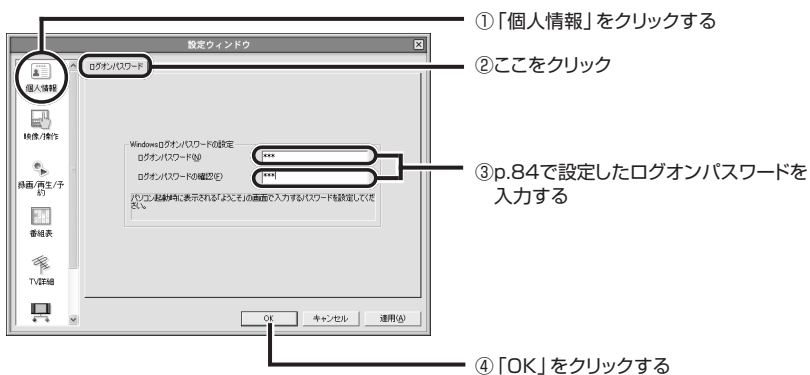 ①「個人情報」をクリックする
設定ウィンドウ
ログオンパスワード
②ここをクリック
個人情報
映像/操作
Windowsログオンパスワードの設定
ログオンパスワード(N)
***
ログオンパスワードの確認(F)
***
③p.84で設定したログオンパスワードを
入力する
録画/再生/予
約
パソコン起動時に表示される「ようこそ」の画面で入力するパスワードを設定してくだ
さい。
番組表
TV詳細
OK
キャンセル
適用(A)
④「OK」をクリックする